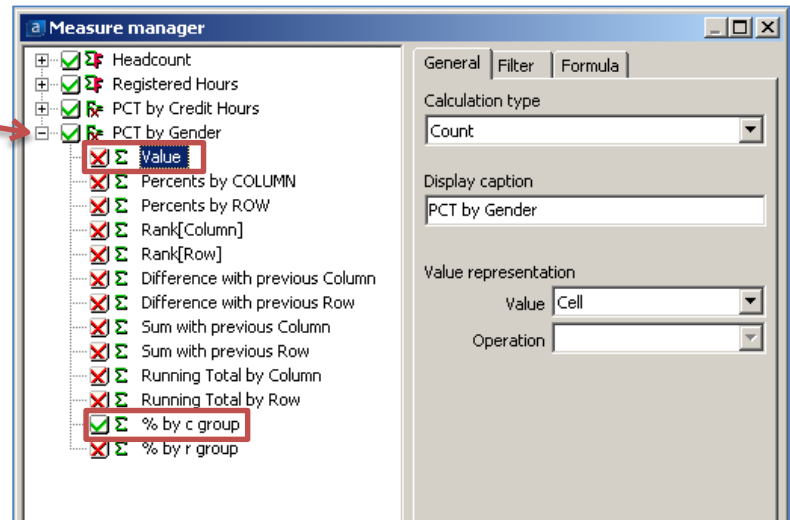 a Measure manager
Headcount
Registered Hours
PCT by Credit Hours
PCT by Gender
Value
Percents by COLUMN
Percents by ROW
Rank[Column]
Rank[Row]
Difference with previous Column
Difference with previous Row
Sum with previous Column
Sum with previous Row
Running Total by Column
Running Total by Row
% by c group
% by r group
General Filter Formula
Calculation type
Count
Display caption
PCT by Gender
Value representation
Value Cell
Operation